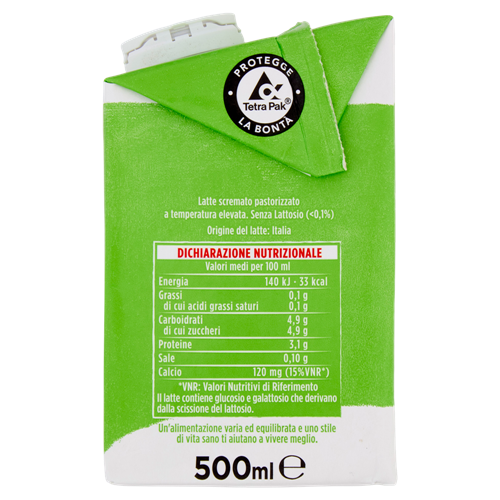 PROTEGGE
Tetra Pak®
LA BONTÀ
Latte scremato pastorizzato
a temperatura elevata. Senza Lattosio (<0,1%)
Origine del latte: Italia
DICHIARAZIONE NUTRIZIONALE
Valori medi per 100 ml
Energia 140 kJ - 33 kcal
Grassi 0,1 g
di cui acidi grassi saturi 0,1 g
Carboidrati 4,9 g
di cui zuccheri 4,9 g
Proteine 3,1 g
Sale 0,10 g
Calcio 120 mg (15%VNR*)
*VNR: Valori Nutritivi di Riferimento
Il latte contiene glucosio e galattosio che derivano
dalla scissione del lattosio.
Un'alimentazione varia ed equilibrata e uno stile
di vita sano ti aiutano a vivere meglio.
500ml ℮